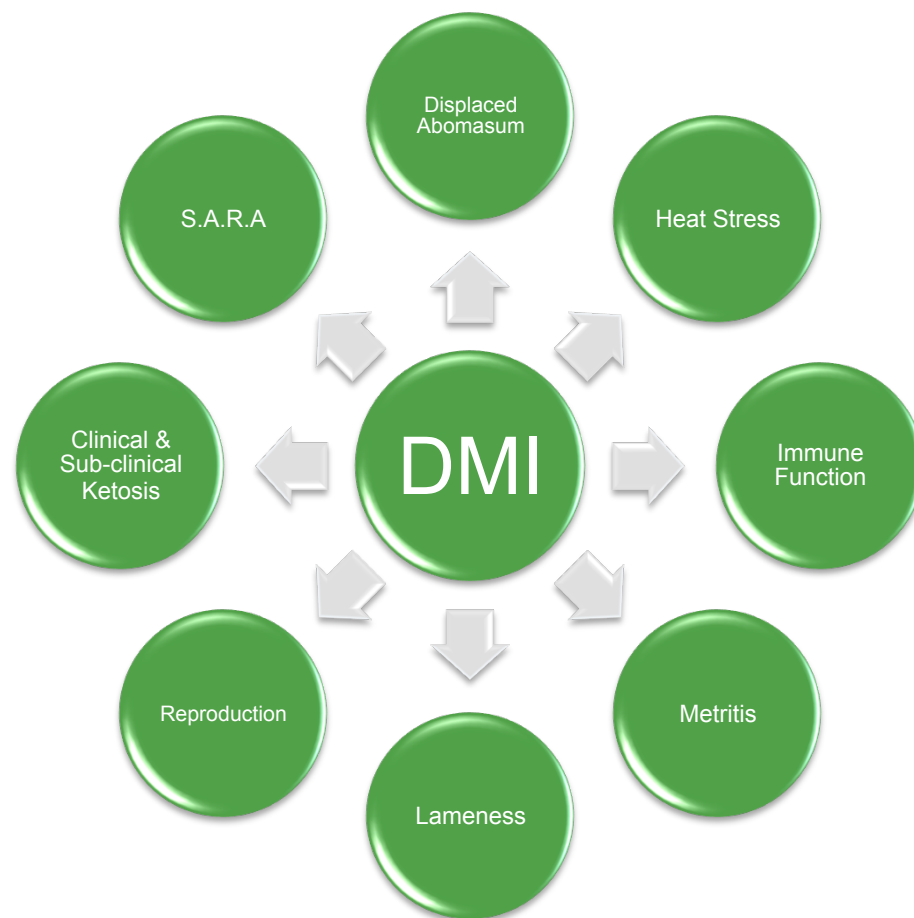 Displaced
Abomasum
S.A.R.A
Heat Stress
Clinical &
Sub-clinical
Ketosis
DMI
Immune
Function
Reproduction
Metritis
Lameness